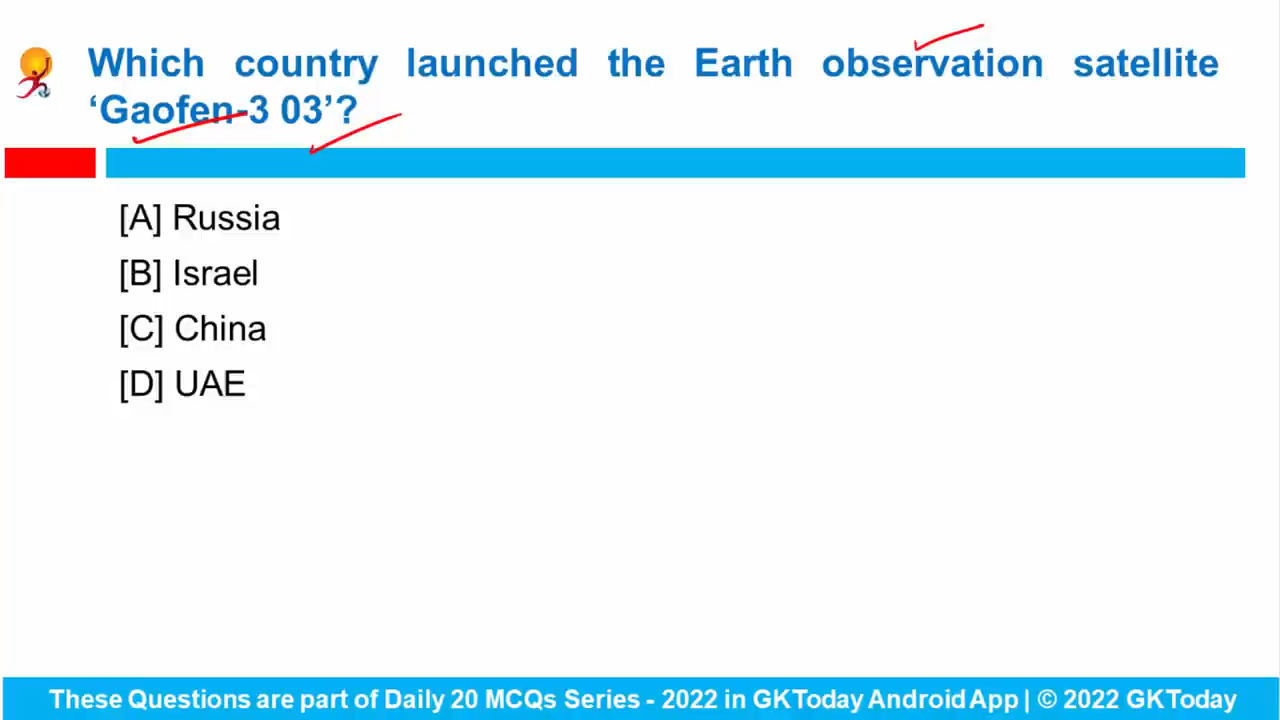 Which country launched the Earth observation satellite
‘Gaofen-3 03’?
[A] Russia
[B] Israel
[C] China
[D] UAE
These Questions are part of Daily 20 MCQs Series - 2022 in GKToday Android App | © 2022 GKToday